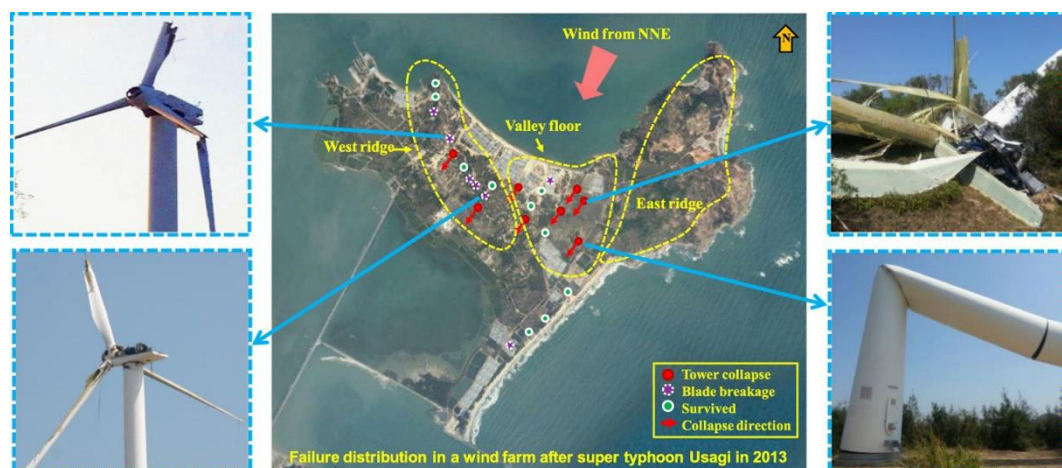 Wind from NNE
N
Valley floor
West ridge
East ridge
Tower collapse
Blade breakage
Survived
Collapse direction
Failure distribution in a wind farm after super typhoon Usagi in 2013